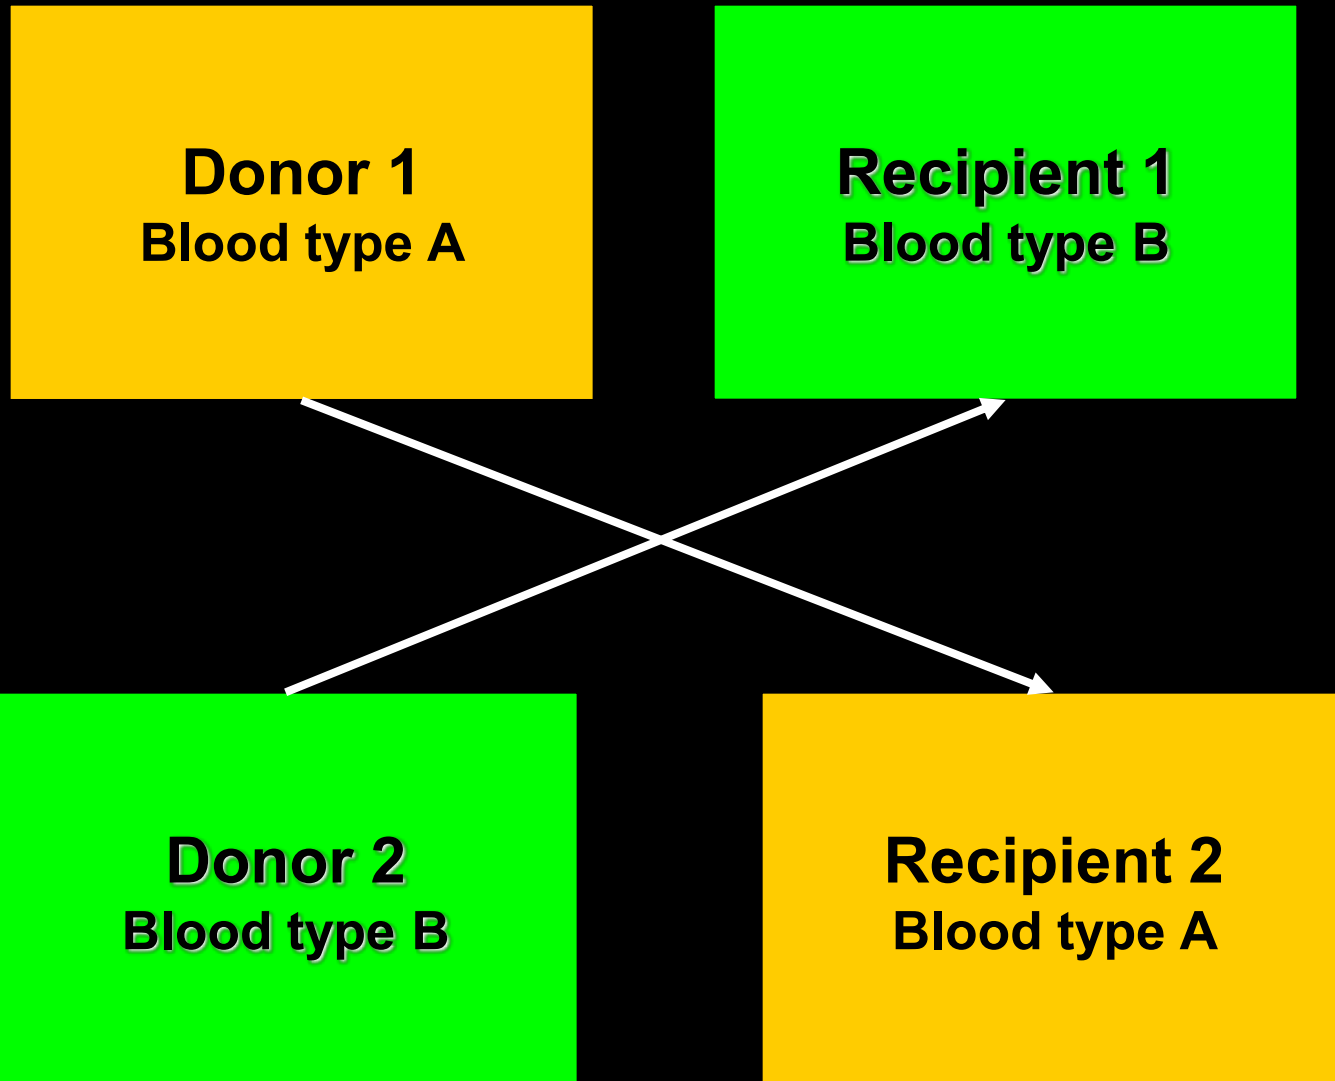 Donor 1
Blood type A
Recipient 1
Blood type B
Donor 2
Blood type B
Recipient 2
Blood type A